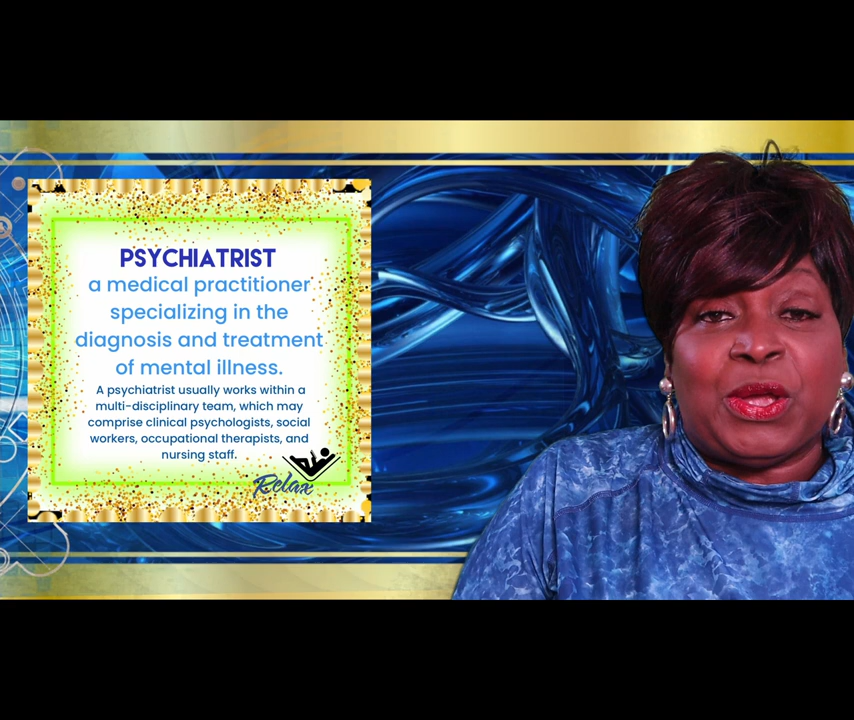 PSYCHIATRIST
a medical practitioner
specializing in the
diagnosis and treatment
of mental illness.
A psychiatrist usually works within a
multi-disciplinary team, which may
comprise clinical psychologists, social
workers, occupational therapists, and
nursing staff.
Relax